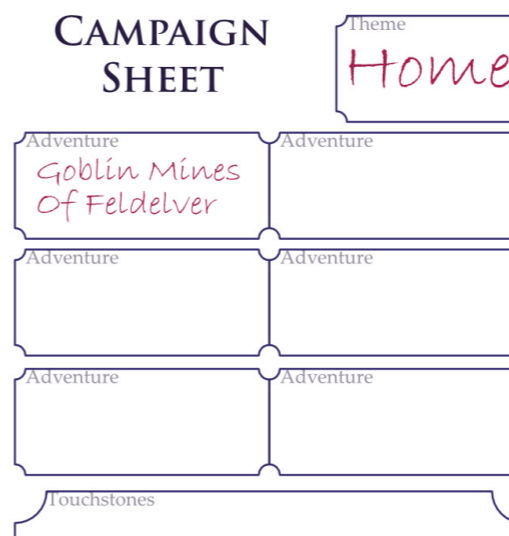 CAMPAIGN
SHEET
Theme
Home
Adventure
Goblin Mines
Of Feldelver
Adventure
Adventure
Adventure
Adventure
Adventure
Touchstones